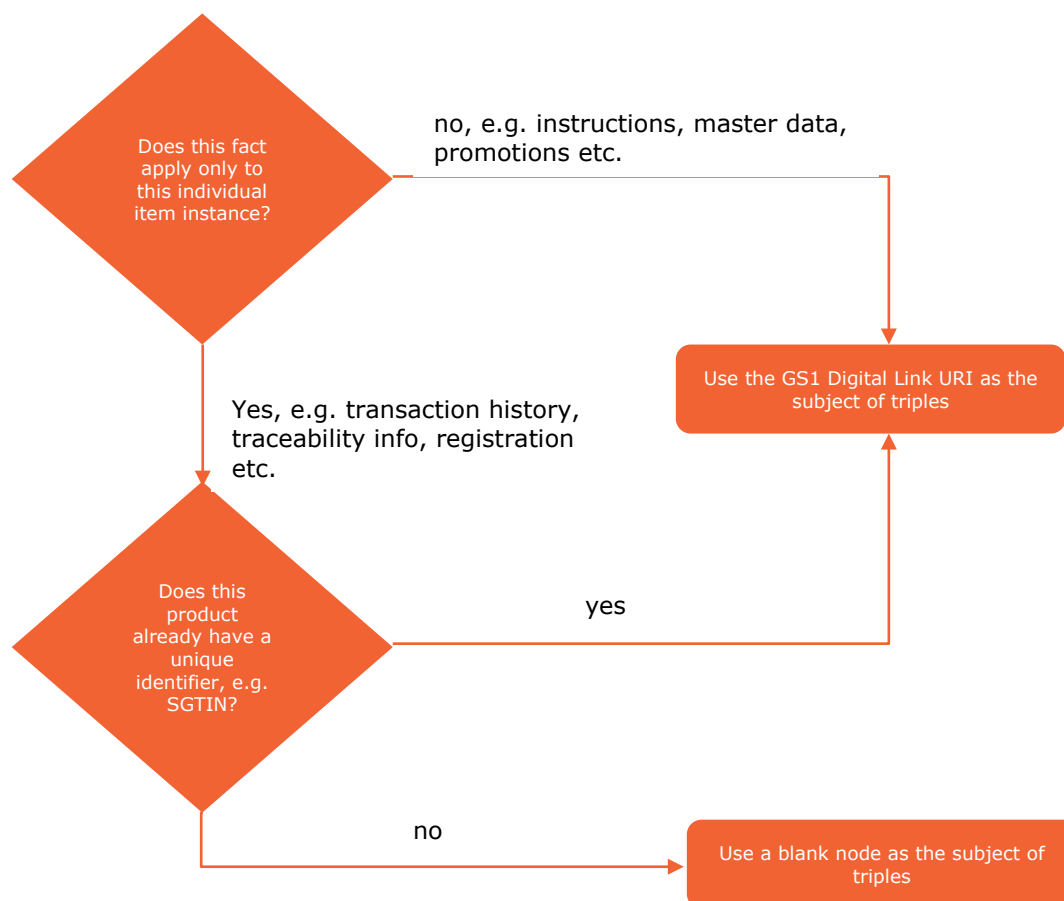 Does this fact
apply only to
this individual
item instance?
no, e.g. instructions, master data,
promotions etc.
Use the GS1 Digital Link URI as the
subject of triples
Yes, e.g. transaction history,
traceability info, registration
etc.
Does this
product
already have a
unique
identifier, e.g.
SGTIN?
yes
no
Use a blank node as the subject of
triples